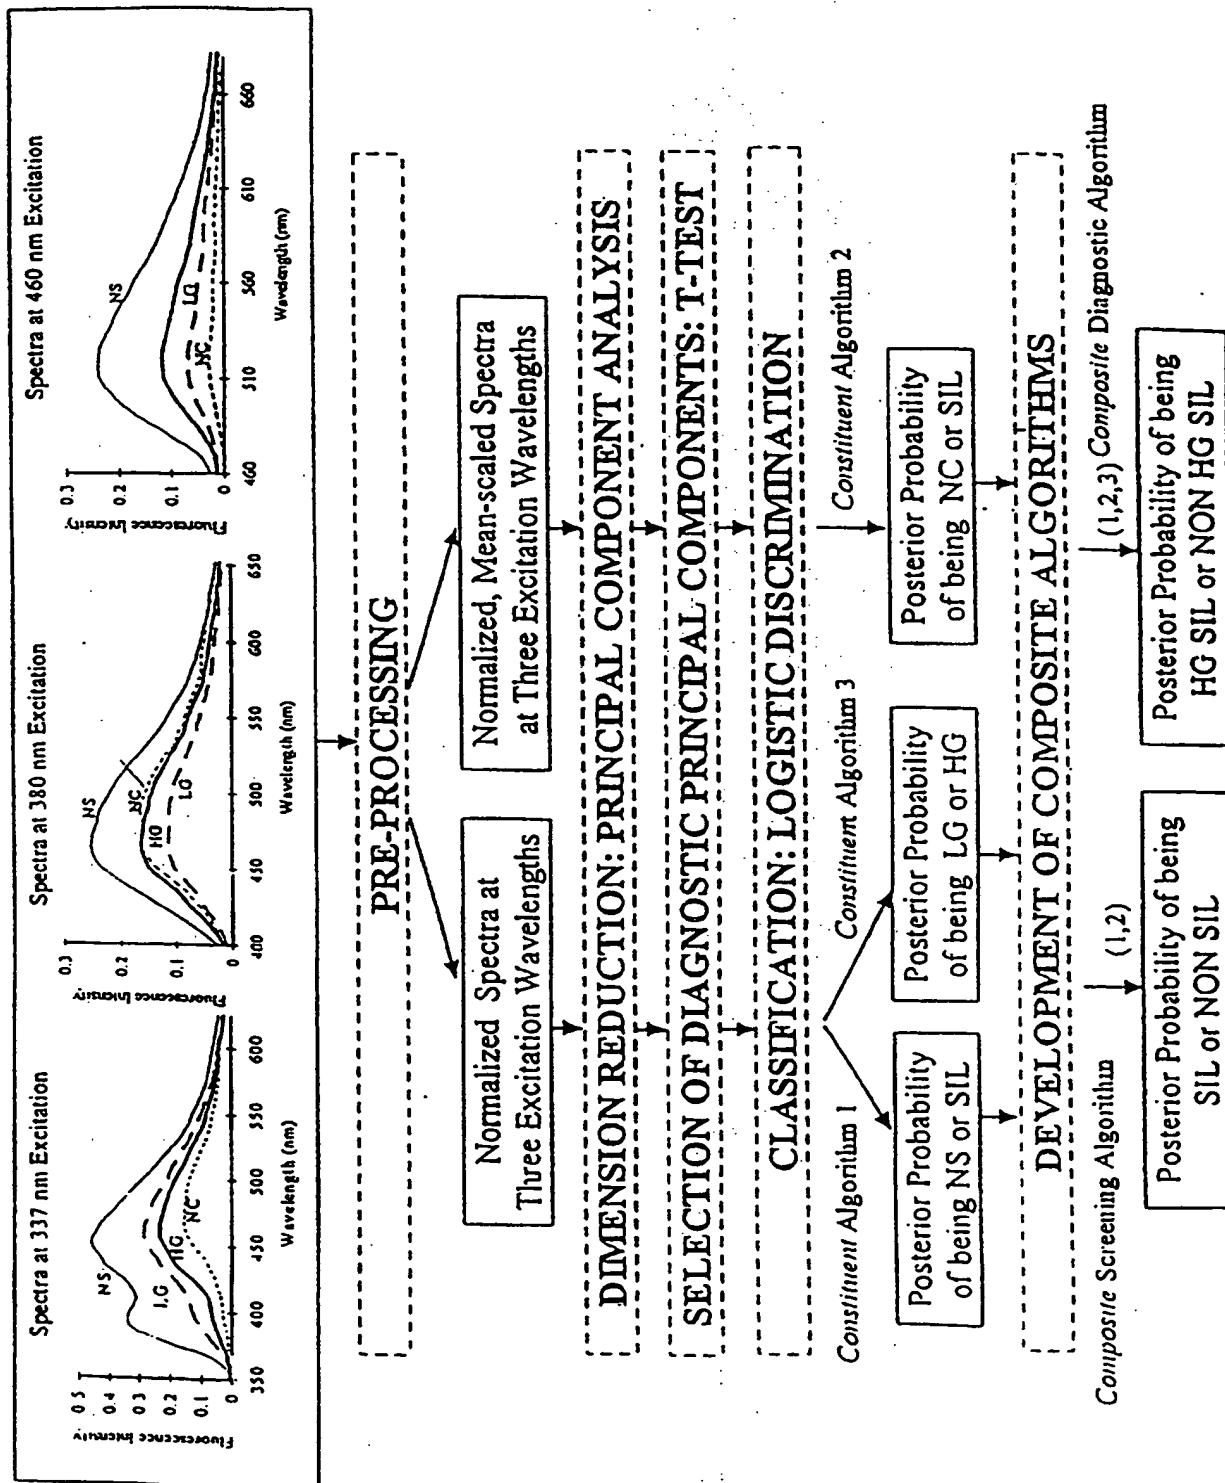 Spectra at 337 nm Excitation
Fluorescence Intensity
0 5
0.4
0.3
0.2
0.1
0
NS
LG
HG
NC
350
400
450
500
550
600
Wavelength (nm)
Spectra at 380 nm Excitation
Fluorescence Intensity
0.3
0.2
0.1
0
NS
NC
HG
LG
400
450
500
550
600
650
Wavelength (nm)
Spectra at 460 nm Excitation
Fluorescence Intensity
0.3
0.2
0.1
0
NS
LG
NC
460
510
560
610
660
Wavelength (nm)
PRE-PROCESSING
Normalized Spectra at
Three Excitation Wavelengths
Normalized, Mean-scaled Spectra
at Three Excitation Wavelengths
DIMENSION REDUCTION: PRINCIPAL COMPONENT ANALYSIS
SELECTION OF DIAGNOSTIC PRINCIPAL COMPONENTS: T-TEST
CLASSIFICATION: LOGISTIC DISCRIMINATION
Constituent Algorithm 1
Constituent Algorithm 3
Constituent Algorithm 2
Posterior Probability
of being NS or SIL
Posterior Probability
of being LG or HG
Posterior Probability
of being NC or SIL
DEVELOPMENT OF COMPOSITE ALGORITHMS
Composite Screening Algorithm (1,2)
(1,2,3) Composite Diagnostic Algorithm
Posterior Probability of being
SIL or NON SIL
Posterior Probability of being
HG SIL or NON HG SIL